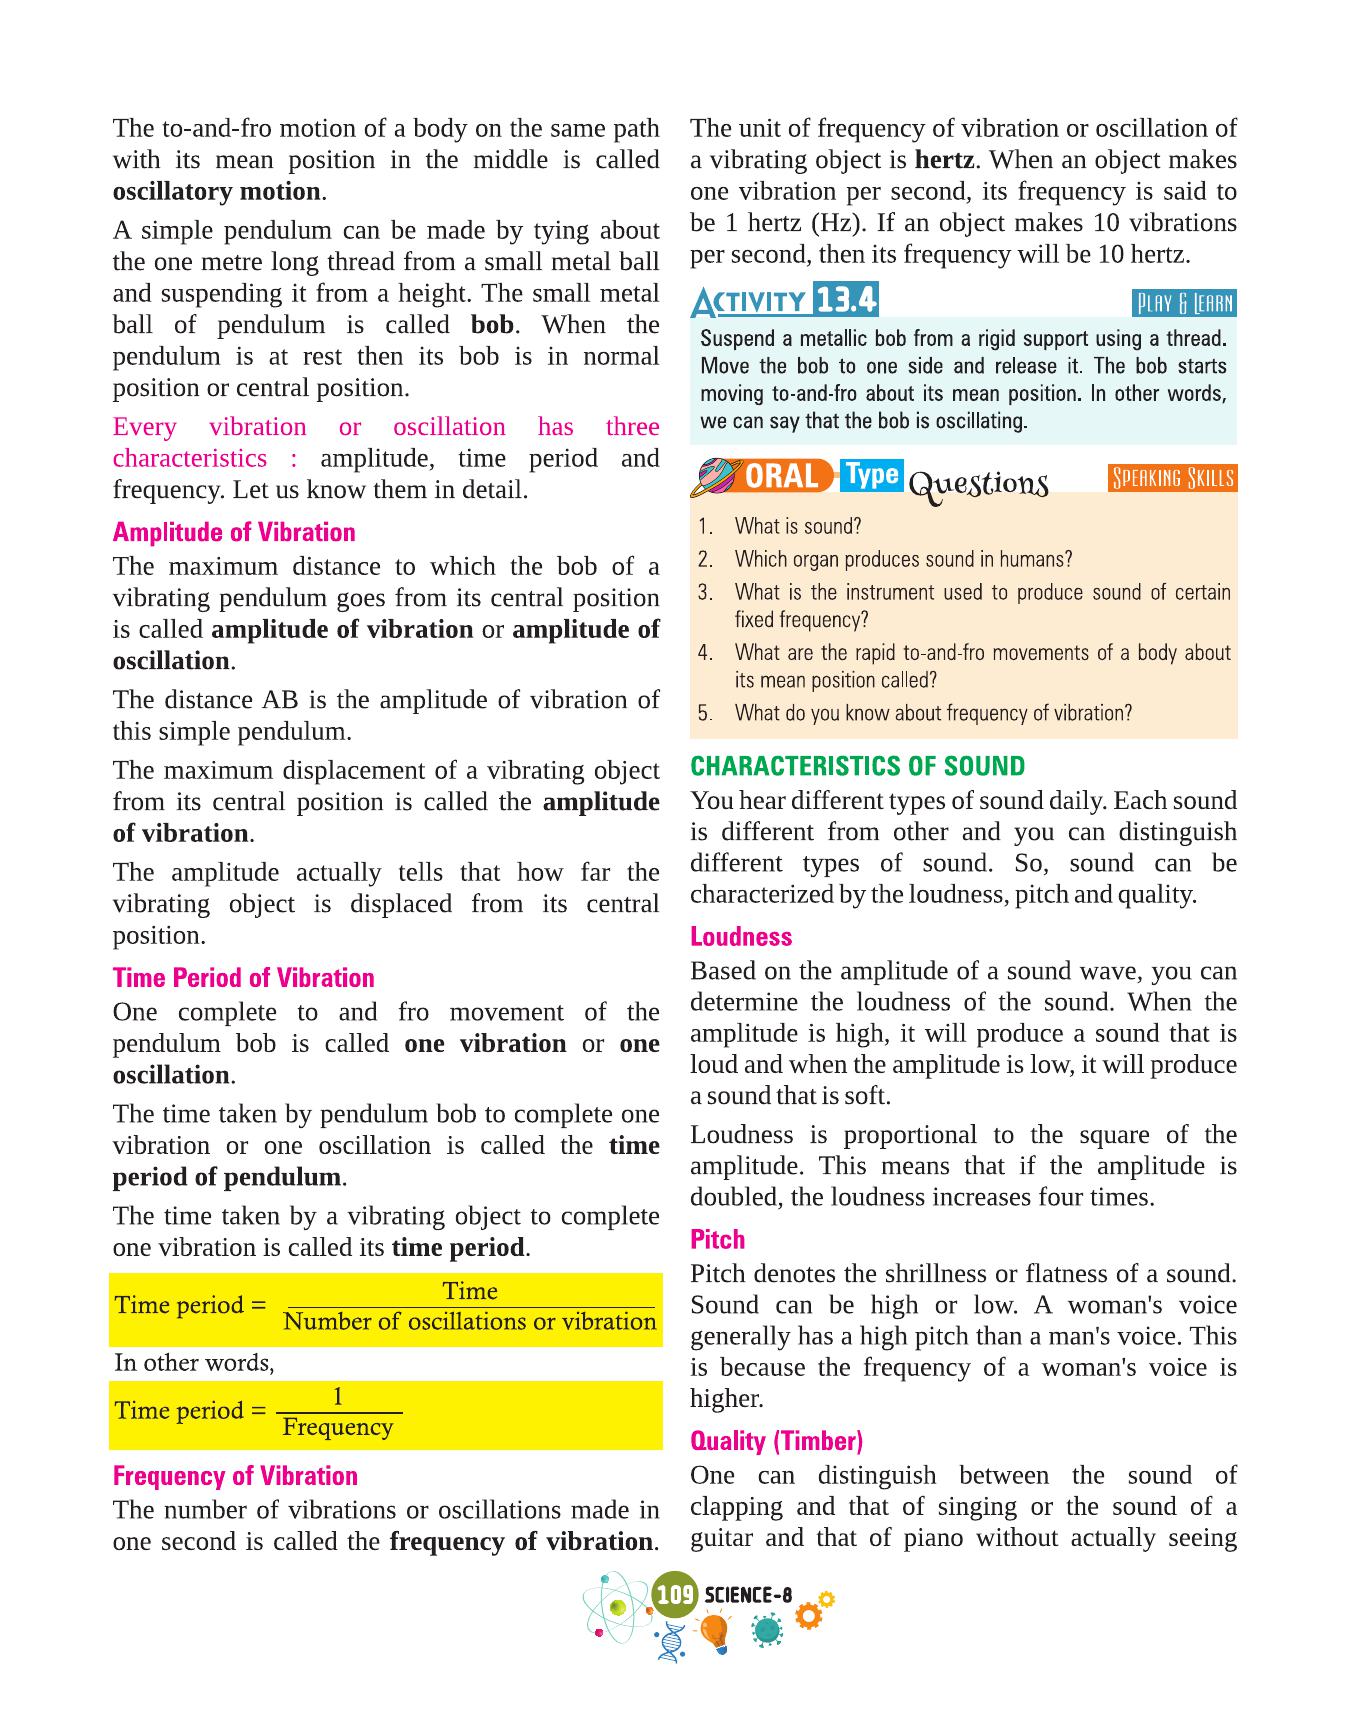 The to-and-fro motion of a body on the same path
with its mean position in the middle is called
oscillatory motion.
A simple pendulum can be made by tying about
the one metre long thread from a small metal ball
and suspending it from a height. The small metal
ball of pendulum is called bob. When the
pendulum is at rest then its bob is in normal
position or central position.
Every vibration or oscillation has three
characteristics : amplitude, time period and
frequency. Let us know them in detail.
Amplitude of Vibration
The maximum distance to which the bob of a
vibrating pendulum goes from its central position
is called amplitude of vibration or amplitude of
oscillation.
The distance AB is the amplitude of vibration of
this simple pendulum.
The maximum displacement of a vibrating object
from its central position is called the amplitude
of vibration.
The amplitude actually tells that how far the
vibrating object is displaced from its central
position.
Time Period of Vibration
One complete to and fro movement of the
pendulum bob is called one vibration or one
oscillation.
The time taken by pendulum bob to complete one
vibration or one oscillation is called the time
period of pendulum.
The time taken by a vibrating object to complete
one vibration is called its time period.
Time
Time period =
Number of oscillations or vibration
In other words,
1
Time period =
Frequency
Frequency of Vibration
The number of vibrations or oscillations made in
one second is called the frequency of vibration.
The unit of frequency of vibration or oscillation of
a vibrating object is hertz. When an object makes
one vibration per second, its frequency is said to
be 1 hertz (Hz). If an object makes 10 vibrations
per second, then its frequency will be 10 hertz.
ACTIVITY 13.4 PLAY & LEARN
Suspend a metallic bob from a rigid support using a thread.
Move the bob to one side and release it. The bob starts
moving to-and-fro about its mean position. In other words,
we can say that the bob is oscillating.
ORAL Type Questions SPEAKING SKILLS
1. What is sound?
2. Which organ produces sound in humans?
3. What is the instrument used to produce sound of certain
fixed frequency?
4. What are the rapid to-and-fro movements of a body about
its mean position called?
5. What do you know about frequency of vibration?
CHARACTERISTICS OF SOUND
You hear different types of sound daily. Each sound
is different from other and you can distinguish
different types of sound. So, sound can be
characterized by the loudness, pitch and quality.
Loudness
Based on the amplitude of a sound wave, you can
determine the loudness of the sound. When the
amplitude is high, it will produce a sound that is
loud and when the amplitude is low, it will produce
a sound that is soft.
Loudness is proportional to the square of the
amplitude. This means that if the amplitude is
doubled, the loudness increases four times.
Pitch
Pitch denotes the shrillness or flatness of a sound.
Sound can be high or low. A woman's voice
generally has a high pitch than a man's voice. This
is because the frequency of a woman's voice is
higher.
Quality (Timber)
One can distinguish between the sound of
clapping and that of singing or the sound of a
guitar and that of piano without actually seeing
109 SCIENCE-8